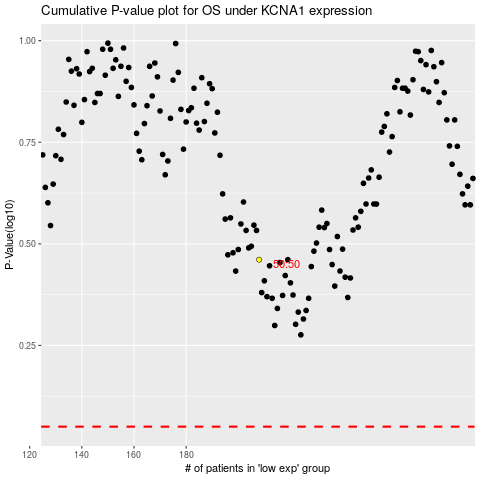 Cumulative P-value plot for OS under KCNA1 expression
P-Value(log10)
1.00
0.75
0.50
0.25
50:50
120 140 160 180
# of patients in 'low exp' group